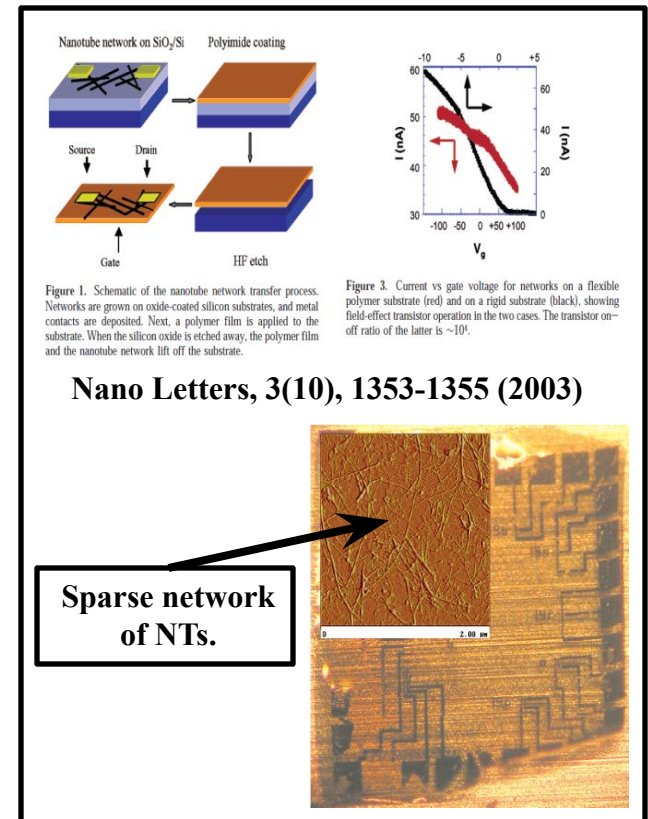 Nanotube network on SiO₂/Si
Polyimide coating
Source
Drain
Gate
HF etch
Figure 1. Schematic of the nanotube network transfer process.
Networks are grown on oxide-coated silicon substrates, and metal
contacts are deposited. Next, a polymer film is applied to the
substrate. When the silicon oxide is etched away, the polymer film
and the nanotube network lift off the substrate.
-10 -5 0 +5
60
50
40
30
I (nA)
60
40
20
0
I (nA)
-100 -50 0 +50 +100
Vg
Figure 3. Current vs gate voltage for networks on a flexible
polymer substrate (red) and on a rigid substrate (black), showing
field-effect transistor operation in the two cases. The transistor on–
off ratio of the latter is ~10⁴.
Nano Letters, 3(10), 1353-1355 (2003)
Sparse network
of NTs.
0 2.00 µm